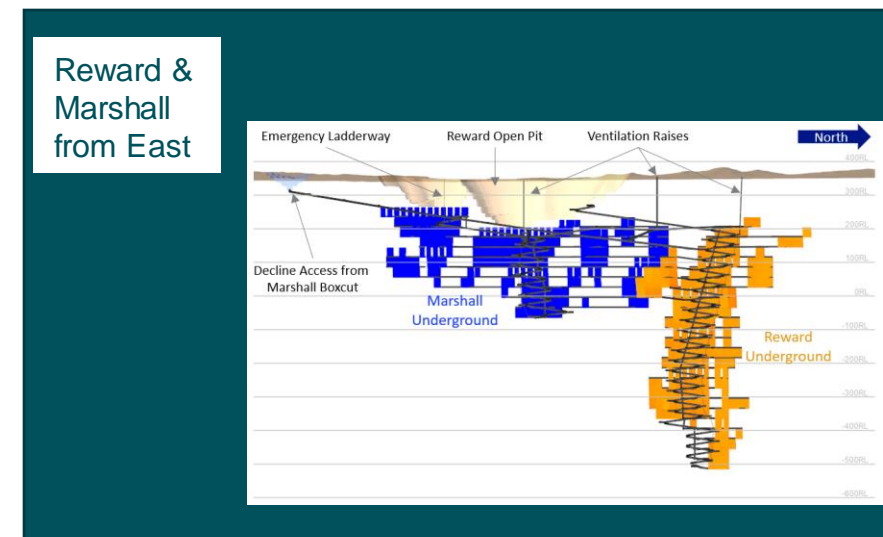 Reward &
Marshall
from East
Emergency Ladderway
Reward Open Pit
Ventilation Raises
North
400RL
300RL
200RL
Decline Access from
Marshall Boxcut
100RL
0RL
Marshall
Underground
-100RL
Reward
Underground
-200RL
-300RL
-400RL
-500RL
-600RL